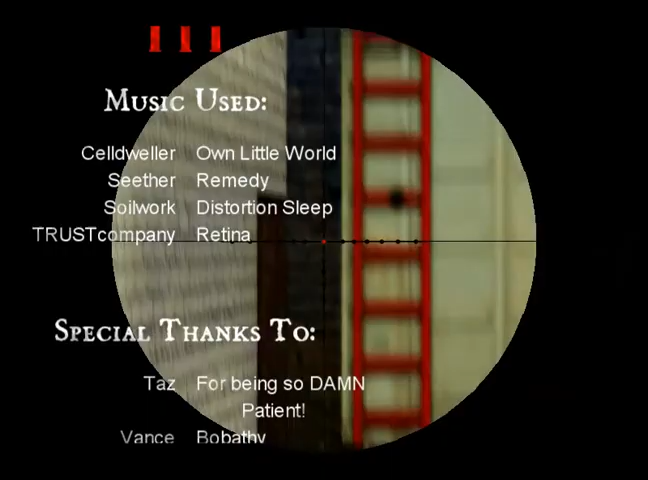 Music Used:
Celldweller Own Little World
Seether Remedy
Soilwork Distortion Sleep
TRUSTcompany Retina
Special Thanks To:
Taz For being so DAMN
Patient!
Vance Bobathy